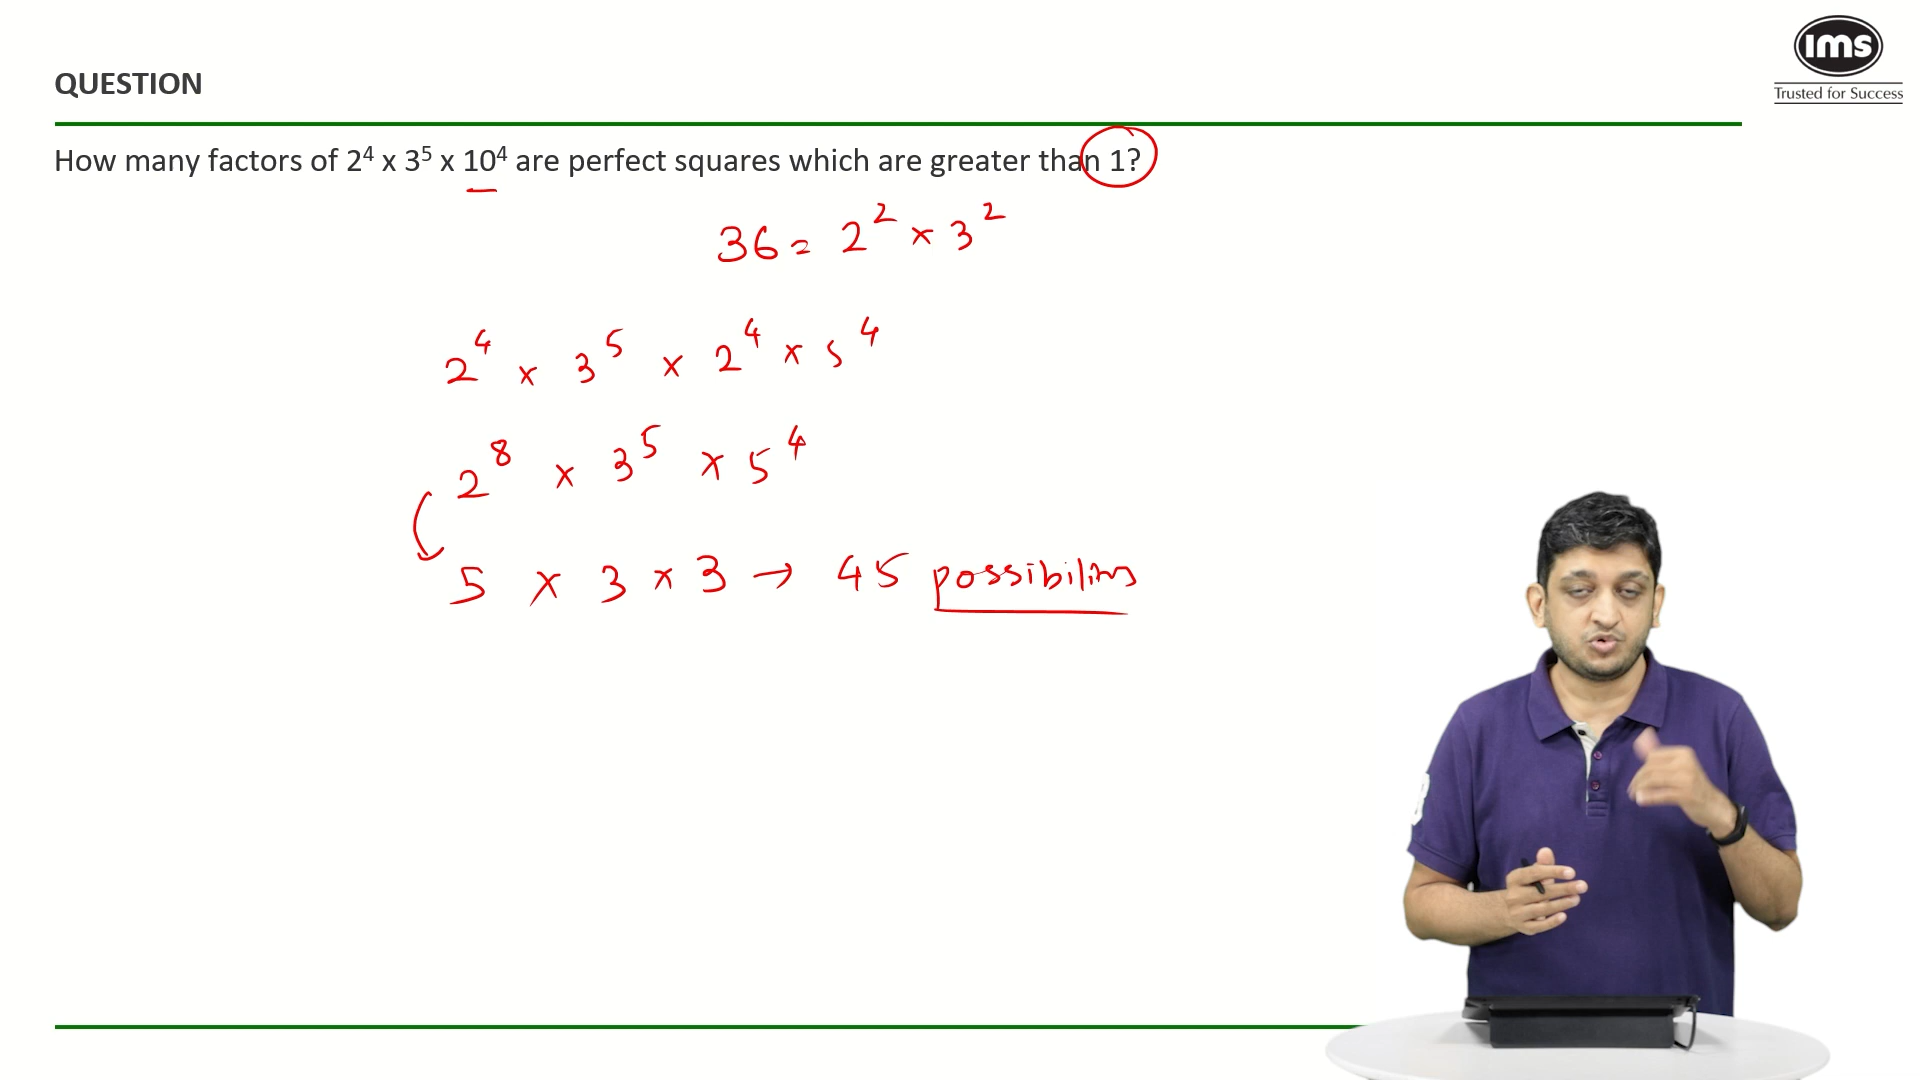 ims
Trusted for Success
QUESTION
How many factors of 2⁴ x 3⁵ x 10⁴ are perfect squares which are greater than 1?
36 = 2² × 3²
2⁴ × 3⁵ × 2⁴ × 5⁴
2⁸ × 3⁵ × 5⁴
5 × 3 × 3 → 45 possibilities